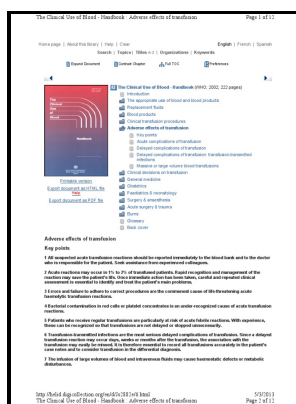 The Clinical Use of Blood - Handbook : Adverse effects of transfusion Page 1 of 12
Home page | About this library | Help | Clear English | French | Spanish
Search | Topics | Titles A-Z | Organizations | Keywords
Expand Document Contract Chapter Full TOC Preferences
The Clinical Use of Blood - Handbook (WHO; 2002; 222 pages)
Introduction
The appropriate use of blood and blood products
Replacement fluids
Blood products
Clinical transfusion procedures
Adverse effects of transfusion
Key points
Acute complications of transfusion
Delayed complications of transfusion
Delayed complications of transfusion: transfusion-transmitted
infections
Massive or large volume blood transfusions
Clinical decisions on transfusion
General medicine
Obstetrics
Paediatrics & neonatology
Surgery & anaesthesia
Acute surgery & trauma
Burns
Glossary
Back cover
The
Clinical
Use
of
Blood
Handbook
Printable version
Export document as HTML file
Help
Export document as PDF file
Adverse effects of transfusion
Key points
1 All suspected acute transfusion reactions should be reported immediately to the blood bank and to the doctor
who is responsible for the patient. Seek assistance from experienced colleagues.
2 Acute reactions may occur in 1% to 2% of transfused patients. Rapid recognition and management of the
reaction may save the patient's life. Once immediate action has been taken, careful and repeated clinical
assessment is essential to identify and treat the patient's main problems.
3 Errors and failure to adhere to correct procedures are the commonest cause of life-threatening acute
haemolytic transfusion reactions.
4 Bacterial contamination in red cells or platelet concentrates is an under-recognized cause of acute transfusion
reactions.
5 Patients who receive regular transfusions are particularly at risk of acute febrile reactions. With experience,
these can be recognized so that transfusions are not delayed or stopped unnecessarily.
6 Transfusion-transmitted infections are the most serious delayed complications of transfusion. Since a delayed
transfusion reaction may occur days, weeks or months after the transfusion, the association with the
transfusion may easily be missed. It is therefore essential to record all transfusions accurately in the patient's
case notes and to consider transfusion in the differential diagnosis.
7 The infusion of large volumes of blood and intravenous fluids may cause haemostatic defects or metabolic
disturbances.
5/3/2013
The Clinical Use of Blood - Handbook : Adverse effects of transfusion Page 2 of 12